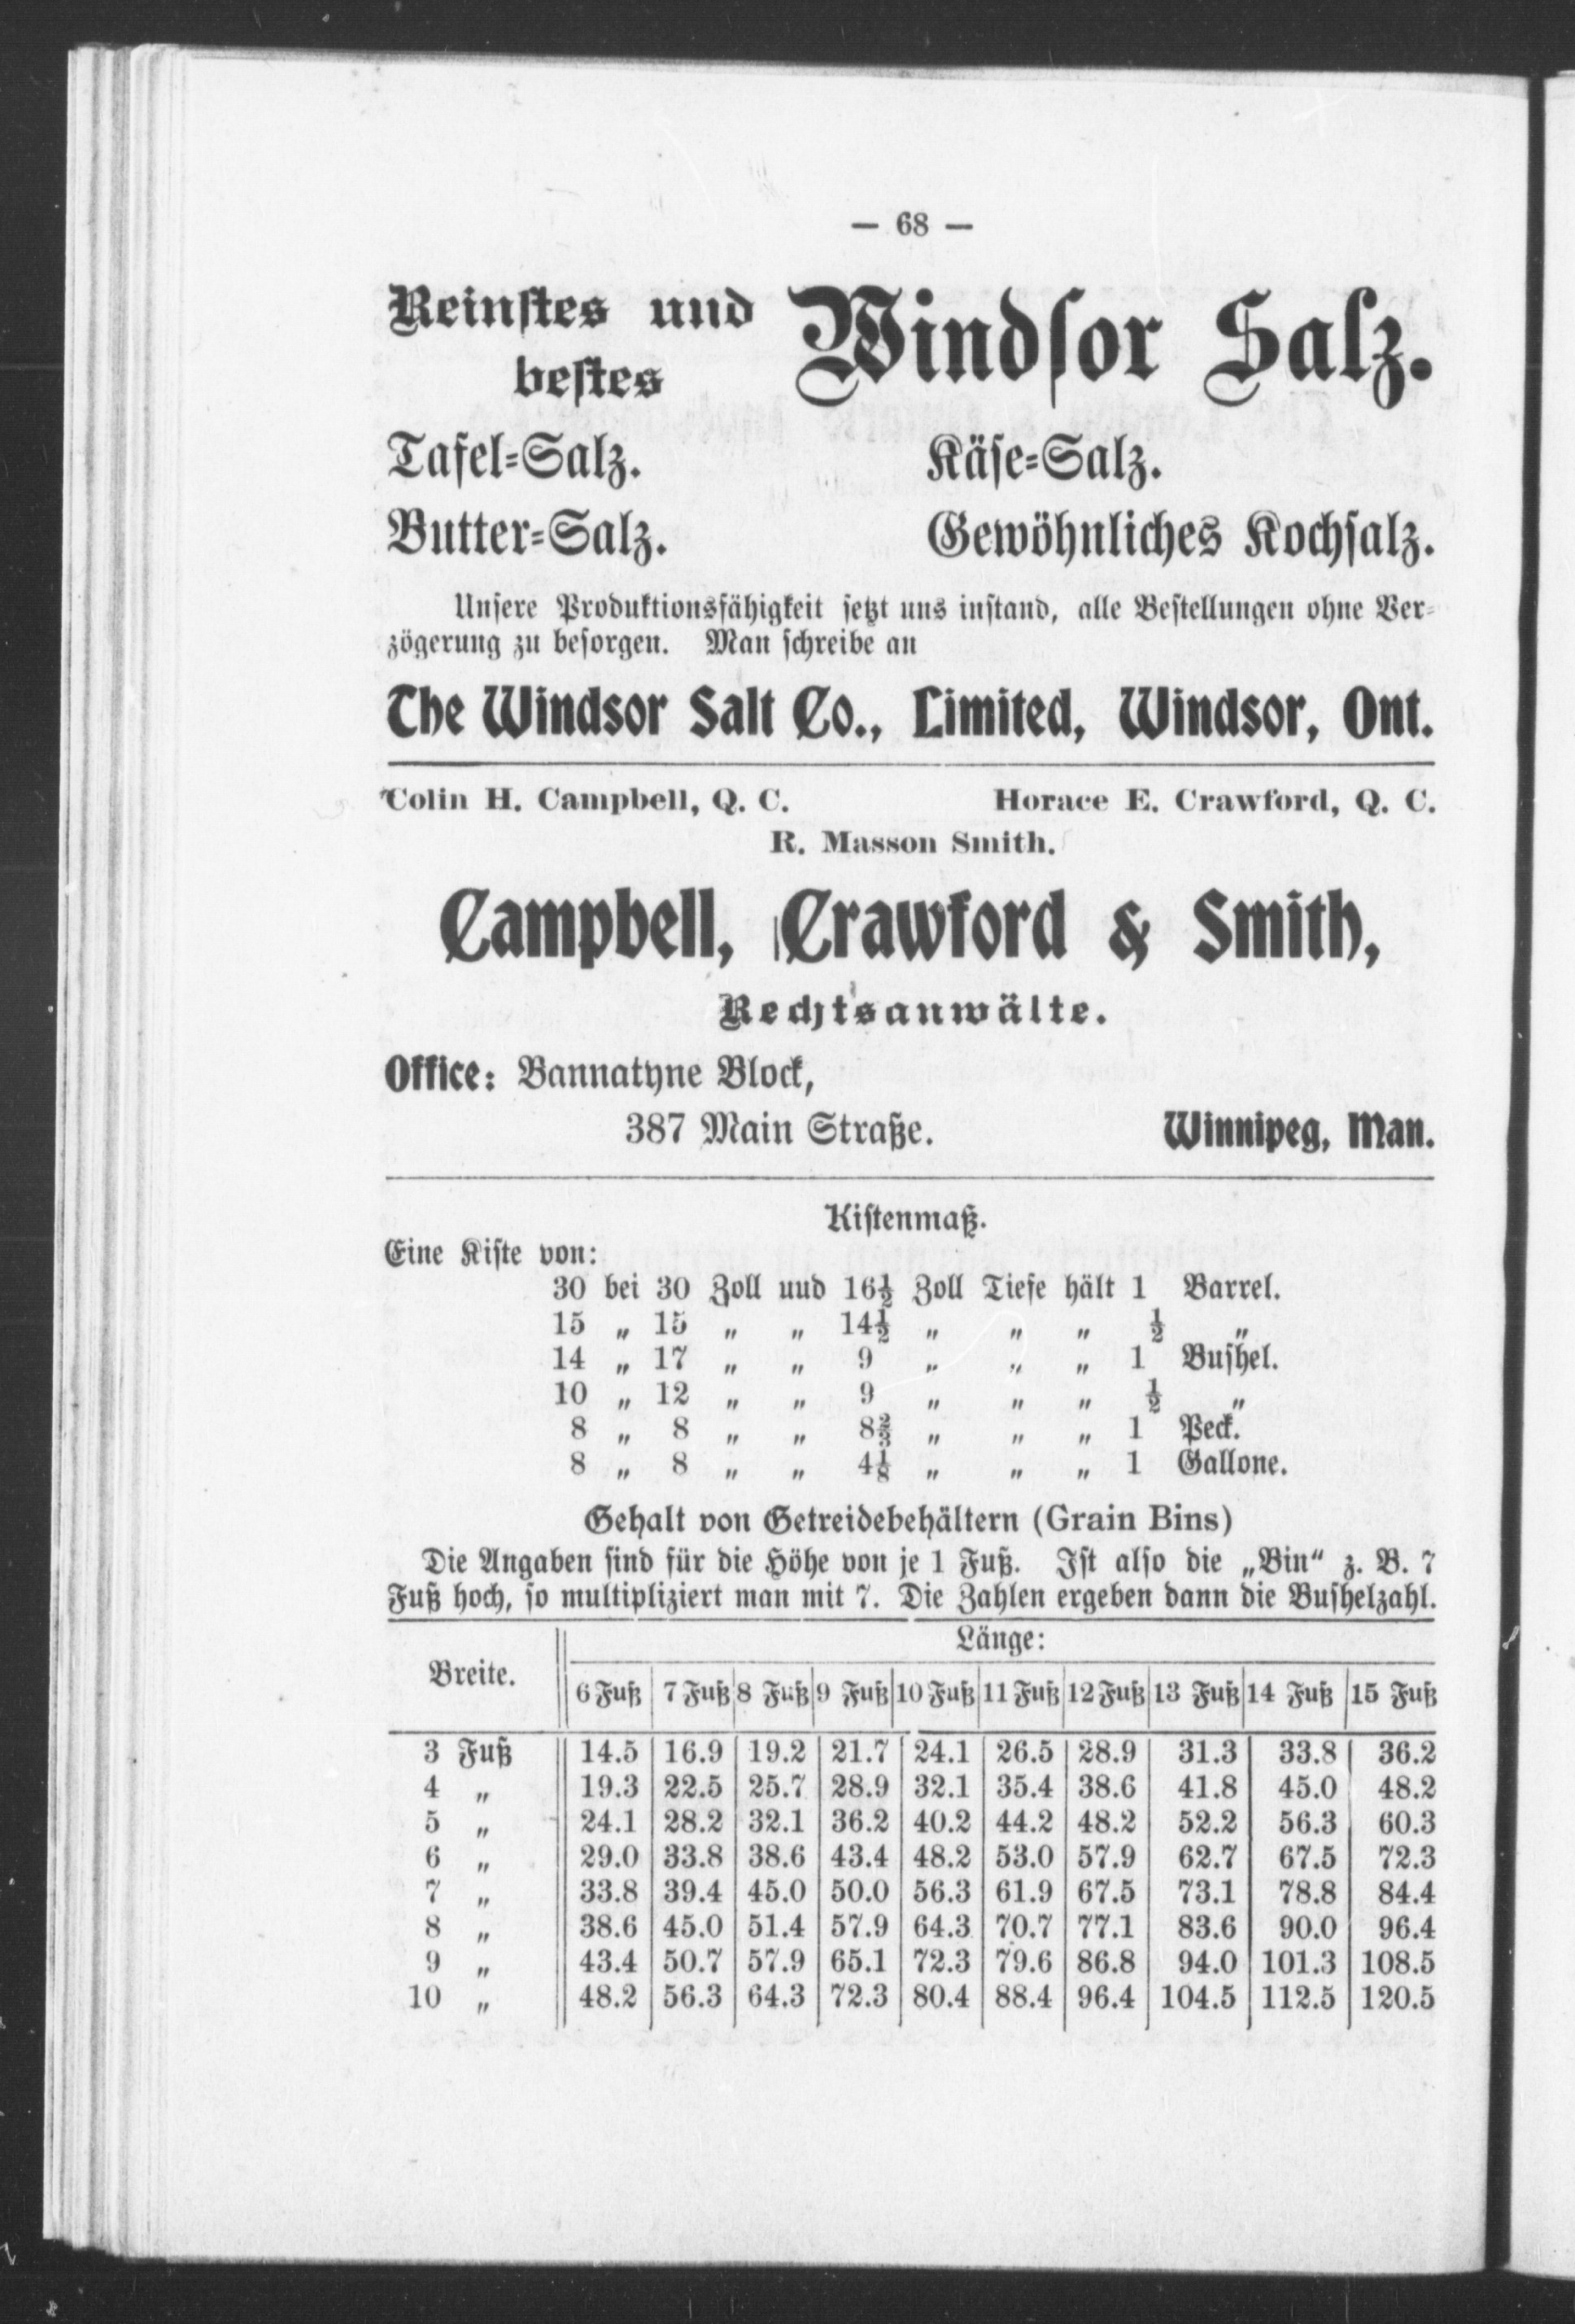 — 68 —
Reinstes und bestes Windsor Salz.
Tafel-Salz. Käse-Salz.
Butter-Salz. Gewöhnliches Kochsalz.
Unsere Produktionsfähigkeit setzt uns instand, alle Bestellungen ohne Ver-
zögerung zu besorgen. Man schreibe an
The Windsor Salt Co., Limited, Windsor, Ont.
Colin H. Campbell, Q. C. Horace E. Crawford, Q. C.
R. Masson Smith.
Campbell, Crawford & Smith,
Rechtsanwälte.
Office: Bannatyne Block,
387 Main Straße. Winnipeg, Man.
Kistenmaß.
Eine Kiste von:
30 bei 30 Zoll und 16½ Zoll Tiefe hält 1 Barrel.
15 „ 15 „ „ 14½ „ „ „ ½ „
14 „ 17 „ „ 9 „ „ „ 1 Bushel.
10 „ 12 „ „ 9 „ „ „ ½ „
8 „ 8 „ „ 8⅔ „ „ „ 1 Peck.
8 „ 8 „ „ 4⅛ „ „ „ 1 Gallone.
Gehalt von Getreidebehältern (Grain Bins)
Die Angaben sind für die Höhe von je 1 Fuß. Ist also die „Bin“ z. B. 7
Fuß hoch, so multipliziert man mit 7. Die Zahlen ergeben dann die Bushelzahl.
Länge:
Breite.
6 Fuß 7 Fuß 8 Fuß 9 Fuß 10 Fuß 11 Fuß 12 Fuß 13 Fuß 14 Fuß 15 Fuß
3 Fuß 14.5 16.9 19.2 21.7 24.1 26.5 28.9 31.3 33.8 36.2
4 „ 19.3 22.5 25.7 28.9 32.1 35.4 38.6 41.8 45.0 48.2
5 „ 24.1 28.2 32.1 36.2 40.2 44.2 48.2 52.2 56.3 60.3
6 „ 29.0 33.8 38.6 43.4 48.2 53.0 57.9 62.7 67.5 72.3
7 „ 33.8 39.4 45.0 50.0 56.3 61.9 67.5 73.1 78.8 84.4
8 „ 38.6 45.0 51.4 57.9 64.3 70.7 77.1 83.6 90.0 96.4
9 „ 43.4 50.7 57.9 65.1 72.3 79.6 86.8 94.0 101.3 108.5
10 „ 48.2 56.3 64.3 72.3 80.4 88.4 96.4 104.5 112.5 120.5